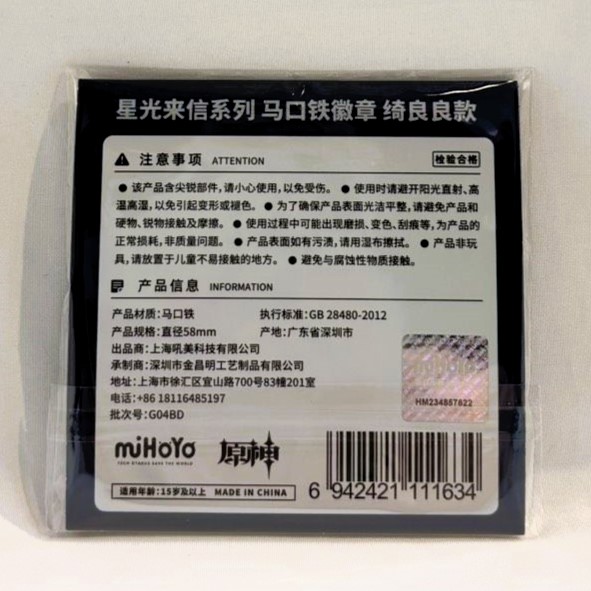 星光来信系列 马口铁徽章 绮良良款
注意事项 ATTENTION
检验合格
● 该产品含尖锐部件,请小心使用,以免受伤。 ● 使用时请避开阳光直射、高
温高湿,以免引起变形或褪色。 ● 为了确保产品表面光洁平整,请避免产品和
硬物、锐物接触及摩擦。 ● 使用过程中可能出现磨损、变色、刮痕等,为产品的
正常损耗,非质量问题。 ● 产品表面如有污渍,请用湿布擦拭。 ● 产品非玩
具,请放置于儿童不易接触的地方。 ● 避免与腐蚀性物质接触。
产品信息 INFORMATION
产品材质:马口铁 执行标准:GB 28480-2012
产品规格:直径58mm 产地:广东省深圳市
出品商:上海吼美科技有限公司
承制商:深圳市金昌明工艺制品有限公司
地址:上海市徐汇区宜山路700号83幢201室
电话:+86 18116485197
批次号:G04BD
miHoYo
HM234857622
miHoYo
TECH OTAKUS SAVE THE WORLD
原神
适用年龄:15岁及以上 MADE IN CHINA
6 942421 111634